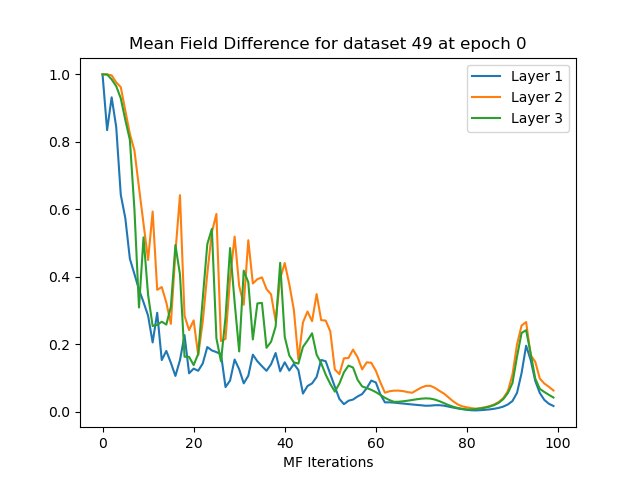 Mean Field Difference for dataset 49 at epoch 0
1.0
0.8
0.6
0.4
0.2
0.0
Layer 1
Layer 2
Layer 3
0 20 40 60 80 100
MF Iterations